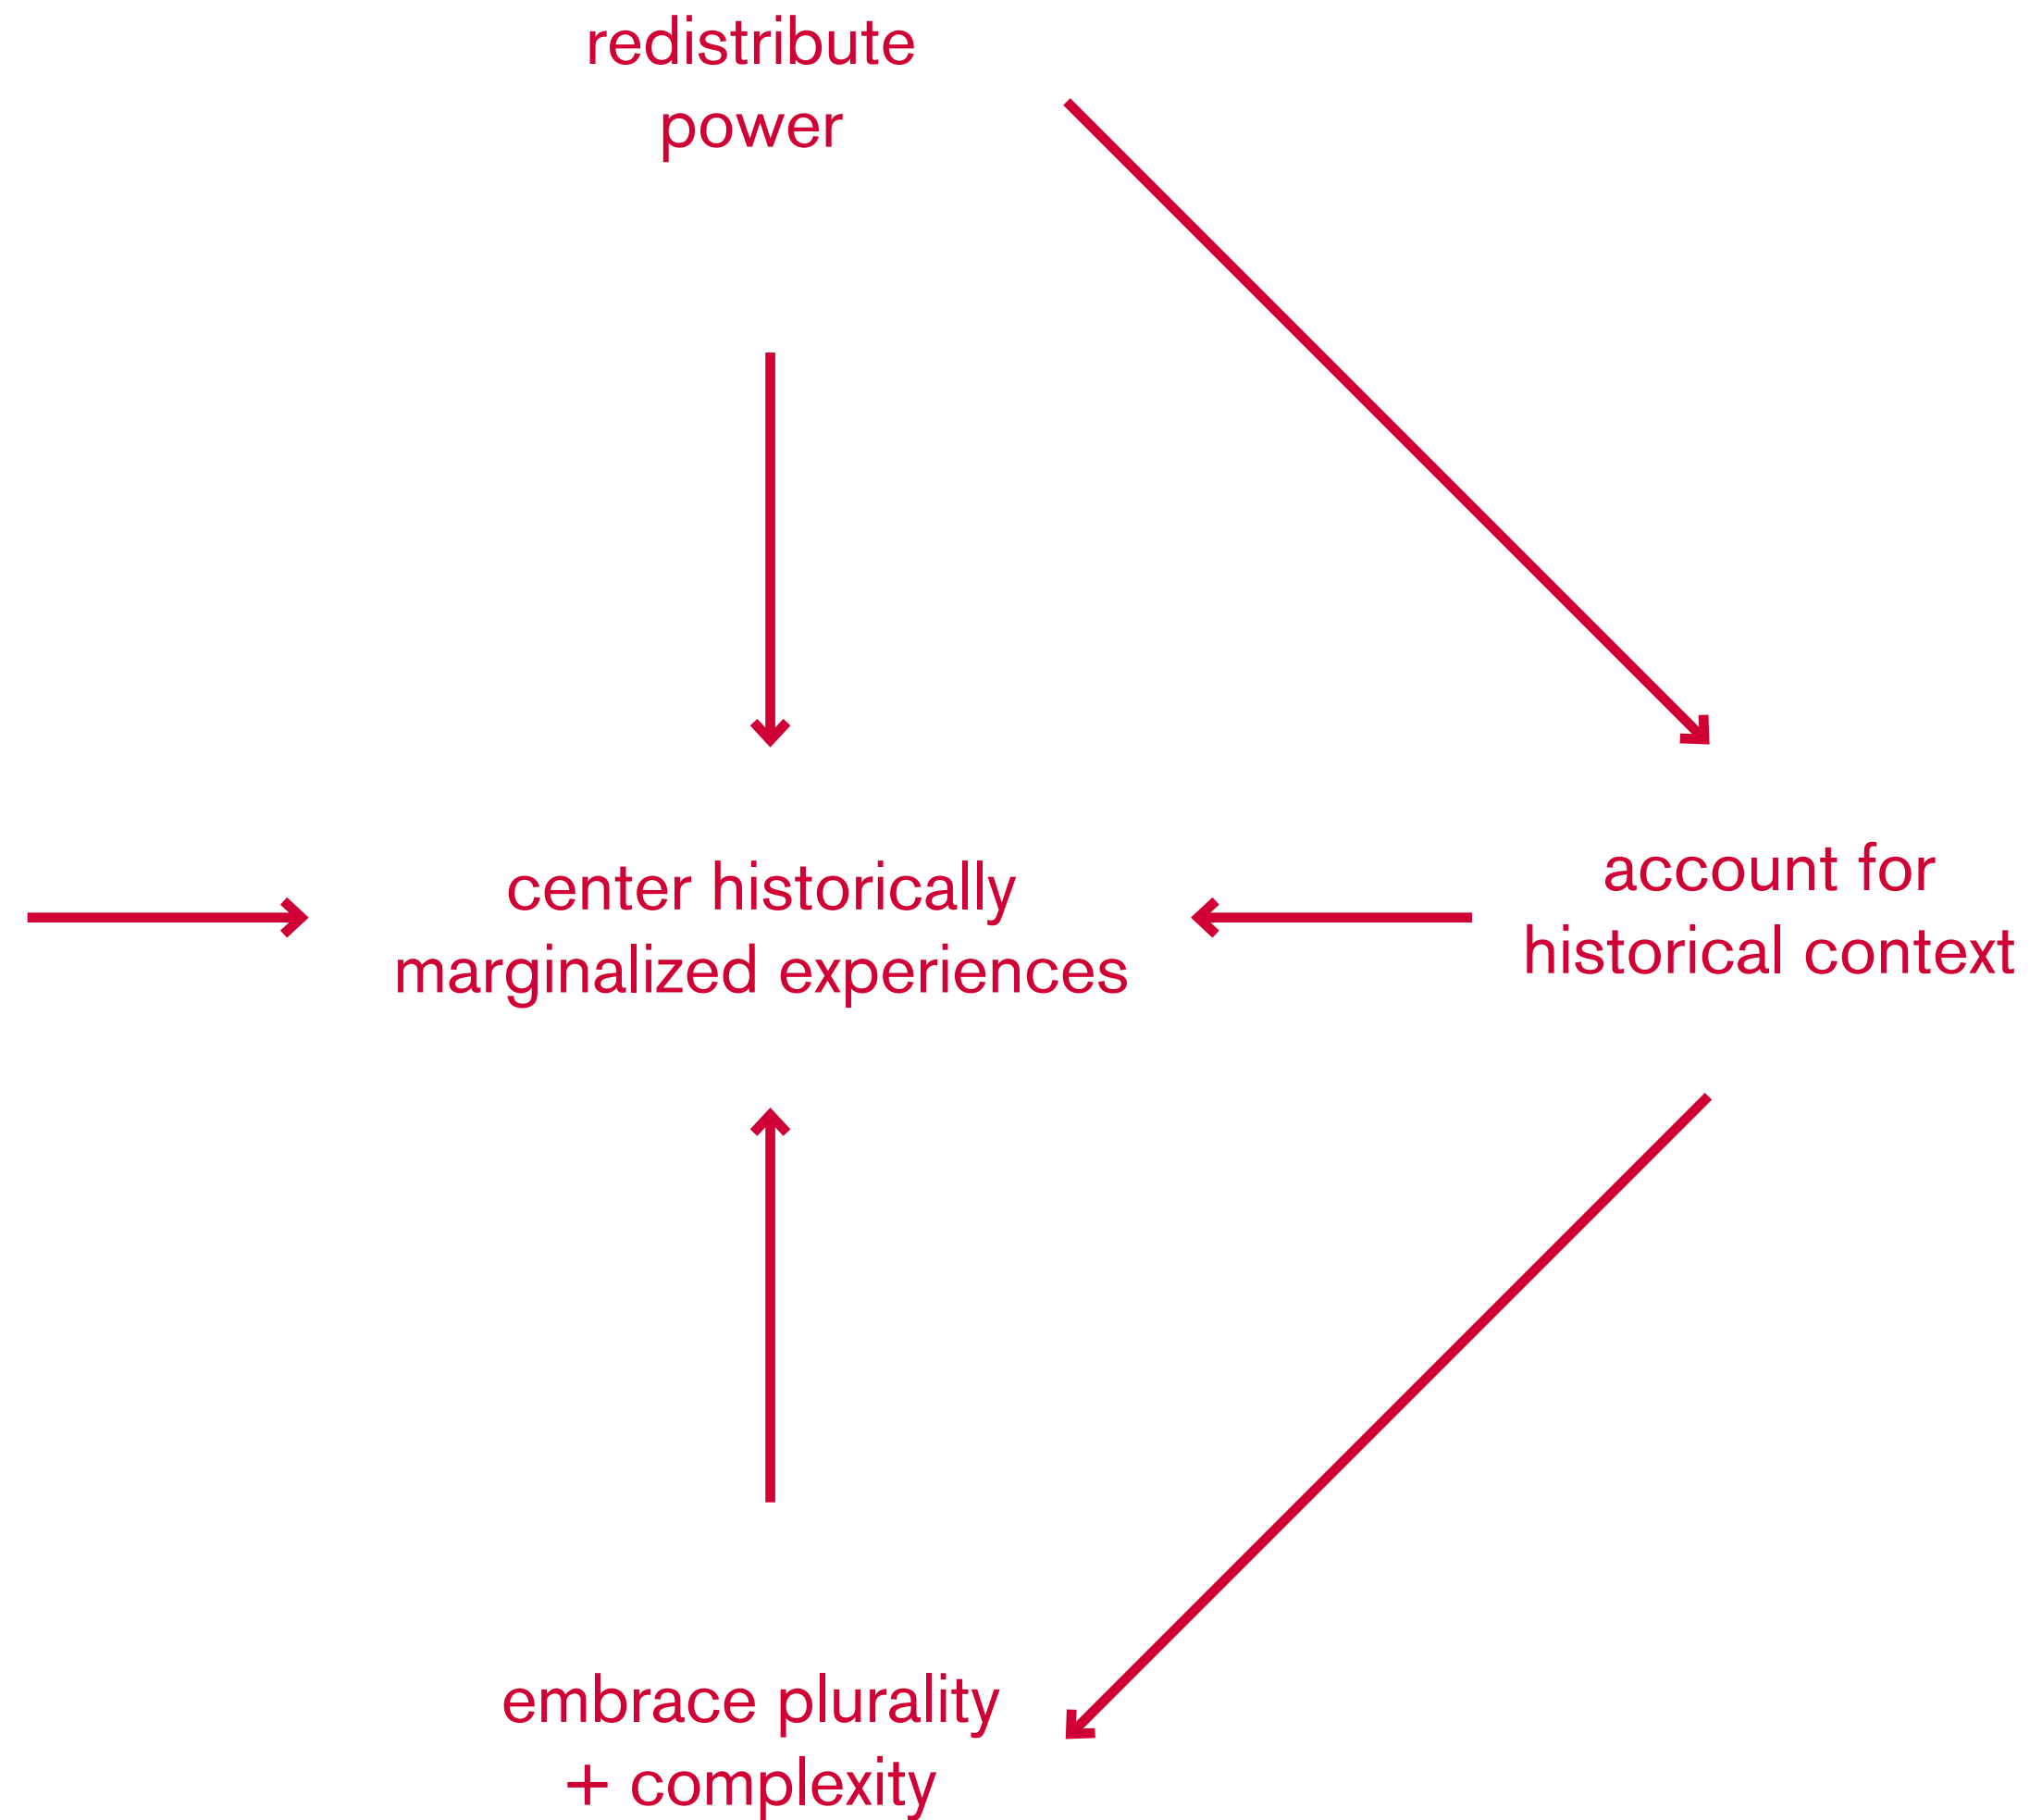 redistribute
power
center historically
marginalized experiences
account for
historical context
embrace plurality
+ complexity